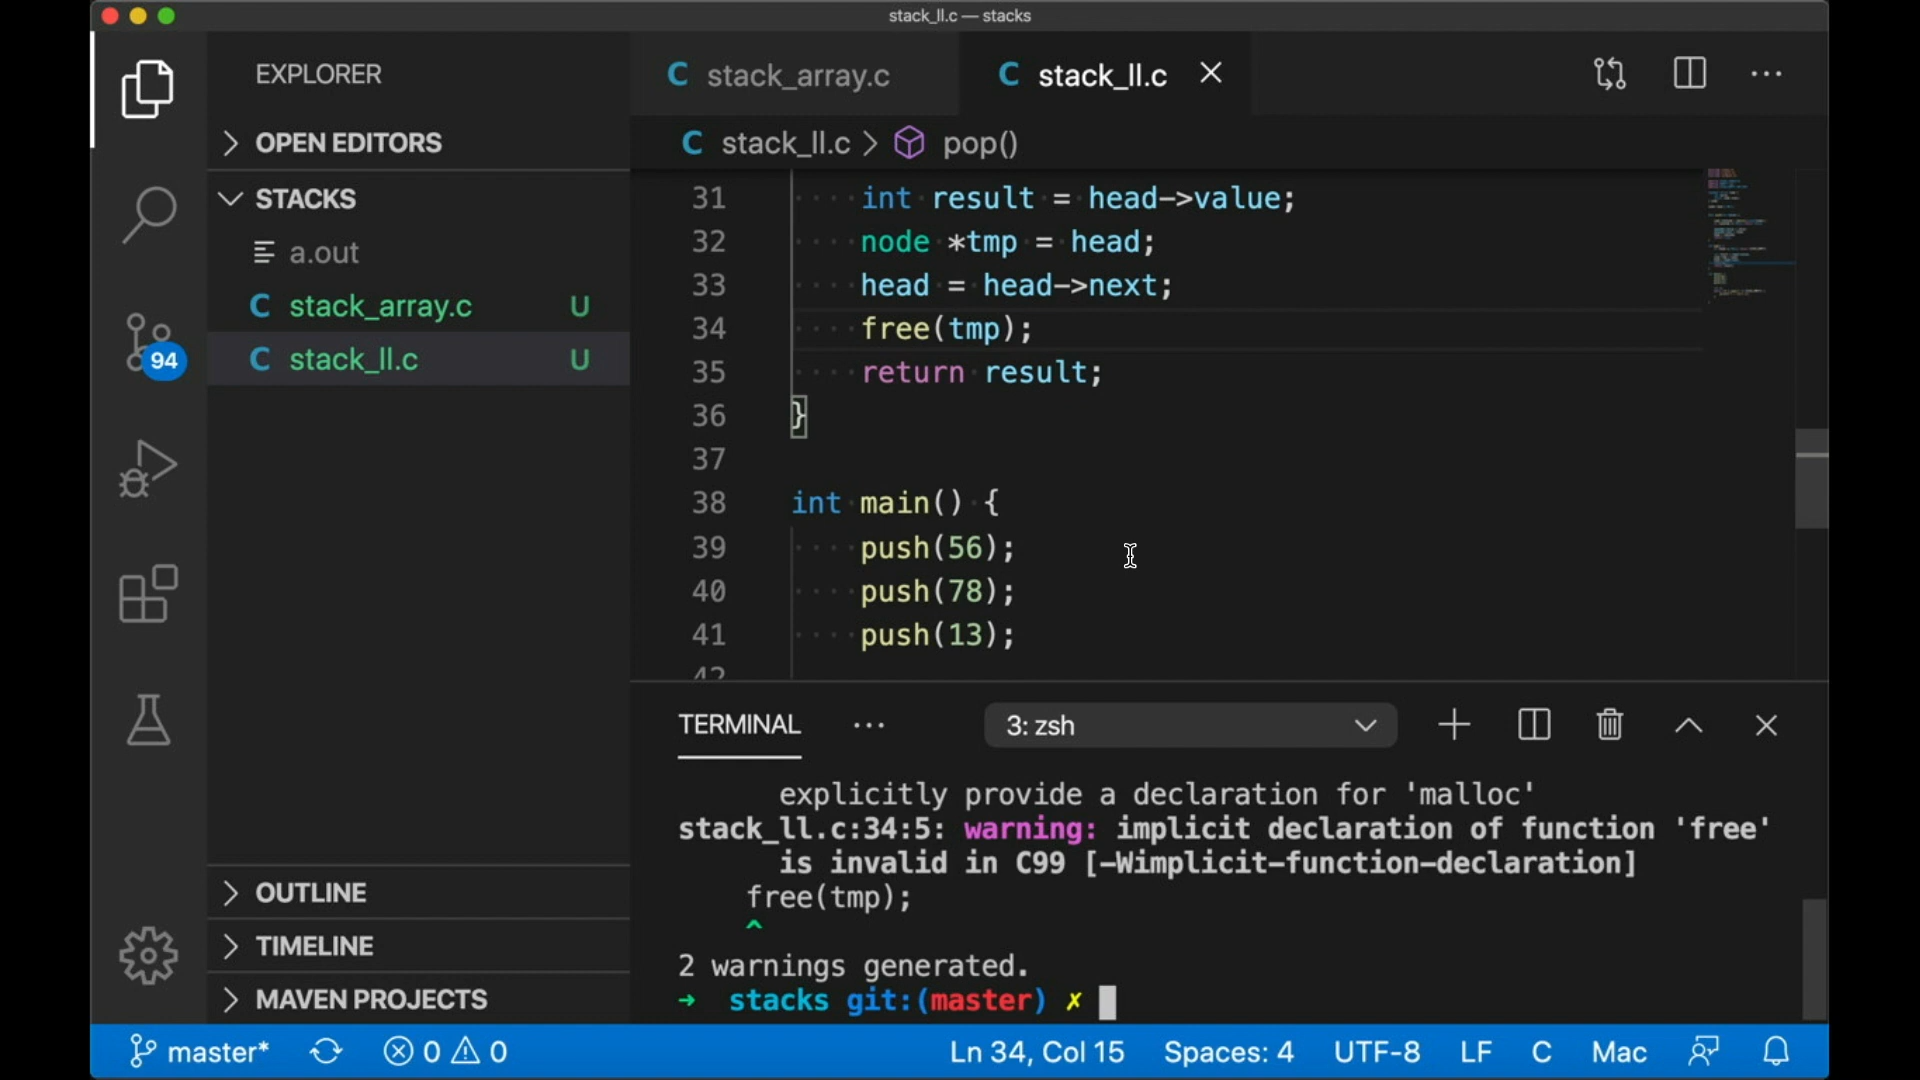 stack_ll.c — stacks
EXPLORER
OPEN EDITORS
STACKS
a.out
C stack_array.c U
C stack_ll.c U
94
OUTLINE
TIMELINE
MAVEN PROJECTS
C stack_array.c
C stack_ll.c
C stack_ll.c > pop()
31 int result = head->value;
32 node *tmp = head;
33 head = head->next;
34 free(tmp);
35 return result;
36 }
37
38 int main() {
39 push(56);
40 push(78);
41 push(13);
42
TERMINAL ··· 3: zsh
explicitly provide a declaration for 'malloc'
stack_ll.c:34:5: warning: implicit declaration of function 'free'
is invalid in C99 [-Wimplicit-function-declaration]
free(tmp);
^
2 warnings generated.
→ stacks git:(master) ✗
master* 0 0 Ln 34, Col 15 Spaces: 4 UTF-8 LF C Mac